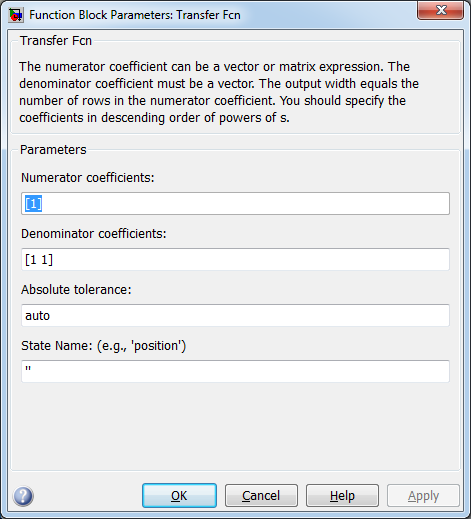 Function Block Parameters: Transfer Fcn
Transfer Fcn
The numerator coefficient can be a vector or matrix expression. The
denominator coefficient must be a vector. The output width equals the
number of rows in the numerator coefficient. You should specify the
coefficients in descending order of powers of s.
Parameters
Numerator coefficients:
[1]
Denominator coefficients:
[1 1]
Absolute tolerance:
auto
State Name: (e.g., 'position')
''
OK Cancel Help Apply